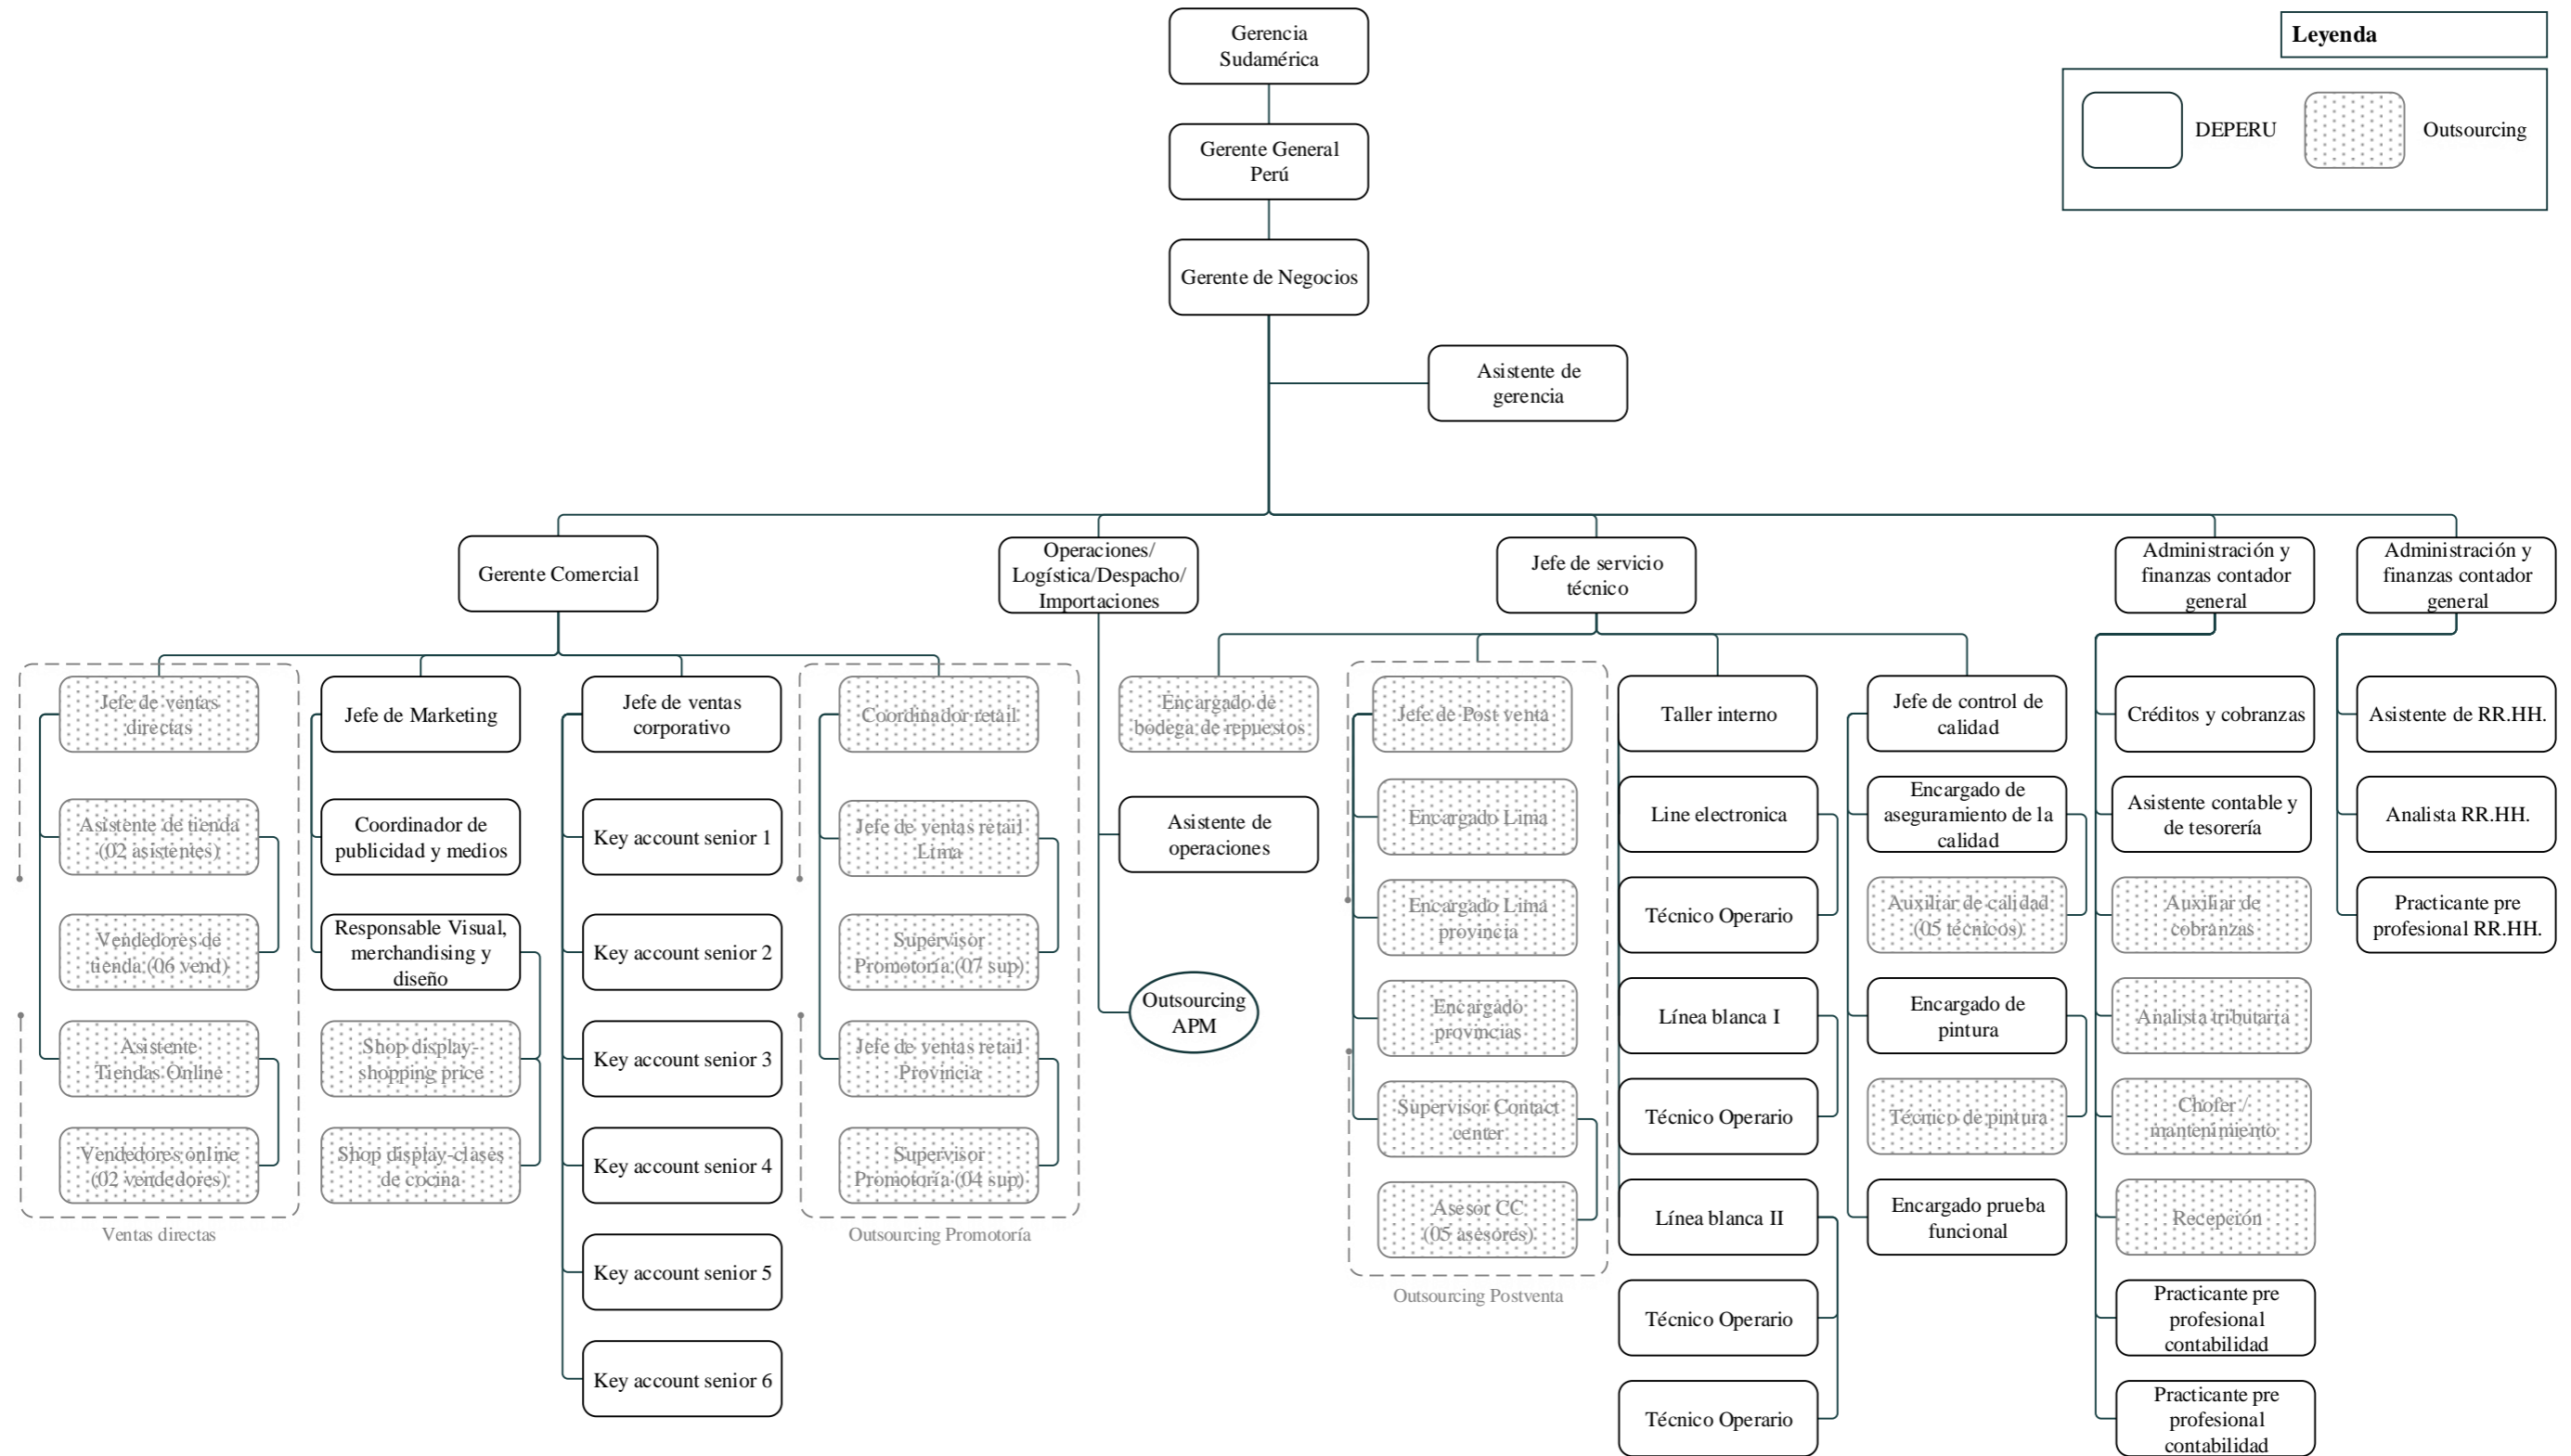 Gerencia
Sudamérica
Leyenda
DEPERU
Outsourcing
Gerente General
Perú
Gerente de Negocios
Asistente de
gerencia
Gerente Comercial
Operaciones/
Logística/Despacho/
Importaciones
Jefe de servicio
técnico
Administración y
finanzas contador
general
Administración y
finanzas contador
general
Jefe de ventas
directas
Asistente de tienda
(02 asistentes)
Vendedores de
tienda (06 vend)
Asistente
Tiendas Online
Vendedores online
(02 vendedores)
Ventas directas
Jefe de Marketing
Coordinador de
publicidad y medios
Responsable Visual,
merchandising y
diseño
Shop display-
shopping price
Shop display-clases
de cocina
Jefe de ventas
corporativo
Key account senior 1
Key account senior 2
Key account senior 3
Key account senior 4
Key account senior 5
Key account senior 6
Coordinador retail
Jefe de ventas retail
Lima
Supervisor
Promotoría (07 sup)
Jefe de ventas retail
Provincia
Supervisor
Promotoría (04 sup)
Outsourcing Promotoría
Encargado de
bodega de repuestos
Asistente de
operaciones
Outsourcing
APM
Jefe de Post venta
Encargado Lima
Encargado Lima
provincia
Encargado
provincias
Supervisor Contact
center
Asesor CC
(05 asesores)
Outsourcing Postventa
Taller interno
Line electronica
Técnico Operario
Línea blanca I
Técnico Operario
Línea blanca II
Técnico Operario
Técnico Operario
Jefe de control de
calidad
Encargado de
aseguramiento de la
calidad
Auxiliar de calidad
(05 técnicos)
Encargado de
pintura
Técnico de pintura
Encargado prueba
funcional
Créditos y cobranzas
Asistente contable y
de tesorería
Auxiliar de
cobranzas
Analista tributaria
Chofer /
mantenimiento
Recepción
Practicante pre
profesional
contabilidad
Practicante pre
profesional
contabilidad
Asistente de RR.HH.
Analista RR.HH.
Practicante pre
profesional RR.HH.